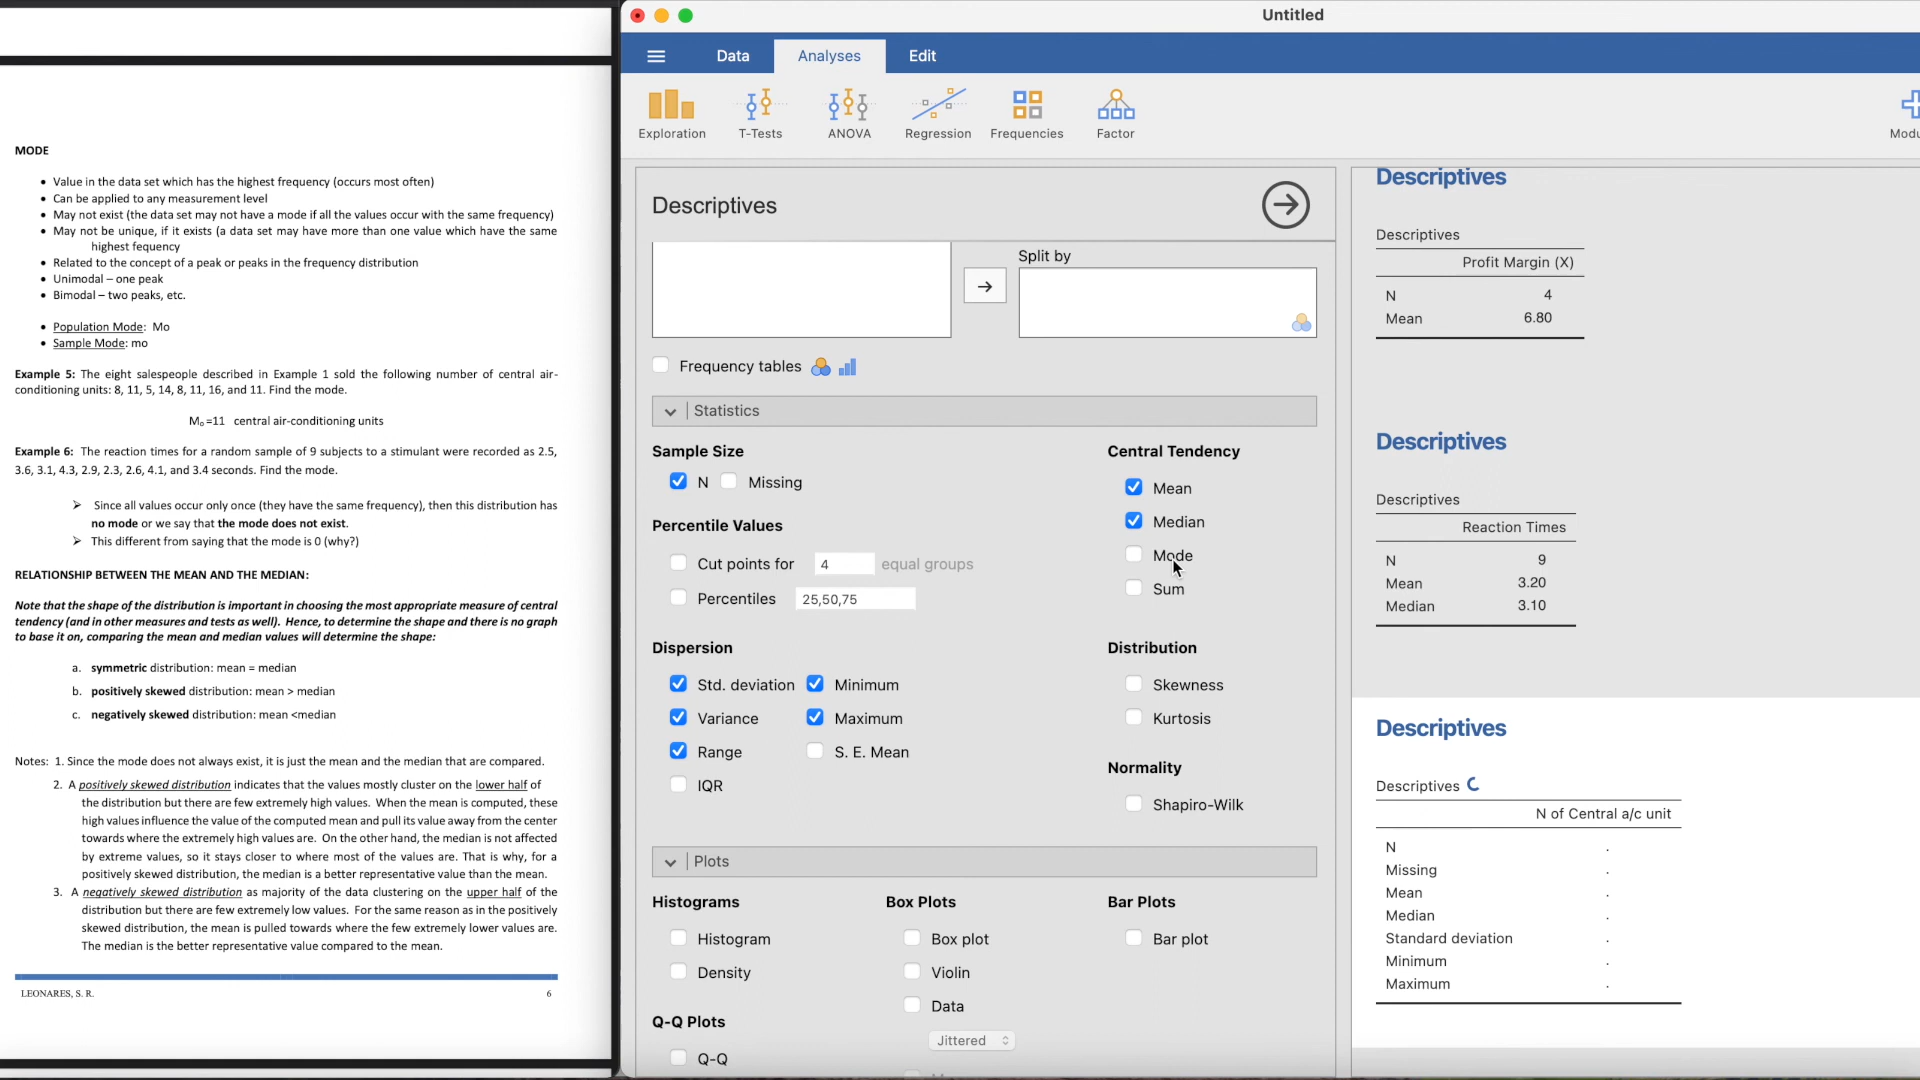 MODE
• Value in the data set which has the highest frequency (occurs most often)
• Can be applied to any measurement level
• May not exist (the data set may not have a mode if all the values occur with the same frequency)
• May not be unique, if it exists (a data set may have more than one value which have the same
highest fequency
• Related to the concept of a peak or peaks in the frequency distribution
• Unimodal – one peak
• Bimodal – two peaks, etc.
• Population Mode: Mo
• Sample Mode: mo
Example 5: The eight salespeople described in Example 1 sold the following number of central air-
conditioning units: 8, 11, 5, 14, 8, 11, 16, and 11. Find the mode.
Mₒ =11 central air-conditioning units
Example 6: The reaction times for a random sample of 9 subjects to a stimulant were recorded as 2.5,
3.6, 3.1, 4.3, 2.9, 2.3, 2.6, 4.1, and 3.4 seconds. Find the mode.
➢ Since all values occur only once (they have the same frequency), then this distribution has
no mode or we say that the mode does not exist.
➢ This different from saying that the mode is 0 (why?)
RELATIONSHIP BETWEEN THE MEAN AND THE MEDIAN:
Note that the shape of the distribution is important in choosing the most appropriate measure of central
tendency (and in other measures and tests as well). Hence, to determine the shape and there is no graph
to base it on, comparing the mean and median values will determine the shape:
a. symmetric distribution: mean = median
b. positively skewed distribution: mean > median
c. negatively skewed distribution: mean <median
Notes: 1. Since the mode does not always exist, it is just the mean and the median that are compared.
2. A positively skewed distribution indicates that the values mostly cluster on the lower half of
the distribution but there are few extremely high values. When the mean is computed, these
high values influence the value of the computed mean and pull its value away from the center
towards where the extremely high values are. On the other hand, the median is not affected
by extreme values, so it stays closer to where most of the values are. That is why, for a
positively skewed distribution, the median is a better representative value than the mean.
3. A negatively skewed distribution as majority of the data clustering on the upper half of the
distribution but there are few extremely low values. For the same reason as in the positively
skewed distribution, the mean is pulled towards where the few extremely lower values are.
The median is the better representative value compared to the mean.
LEONARES, S. R. 6
Untitled
Data Analyses Edit
Exploration T-Tests ANOVA Regression Frequencies Factor Modu
Descriptives
Split by
Frequency tables
Statistics
Sample Size
N Missing
Percentile Values
Cut points for 4 equal groups
Percentiles 25,50,75
Dispersion
Std. deviation Minimum
Variance Maximum
Range S. E. Mean
IQR
Central Tendency
Mean
Median
Mode
Sum
Distribution
Skewness
Kurtosis
Normality
Shapiro-Wilk
Plots
Histograms
Histogram
Density
Q-Q Plots
Q-Q
Box Plots
Box plot
Violin
Data
Jittered
Bar Plots
Bar plot
Descriptives
Descriptives
Profit Margin (X)
N 4
Mean 6.80
Descriptives
Descriptives
Reaction Times
N 9
Mean 3.20
Median 3.10
Descriptives
Descriptives
N of Central a/c unit
N .
Missing .
Mean .
Median .
Standard deviation .
Minimum .
Maximum .